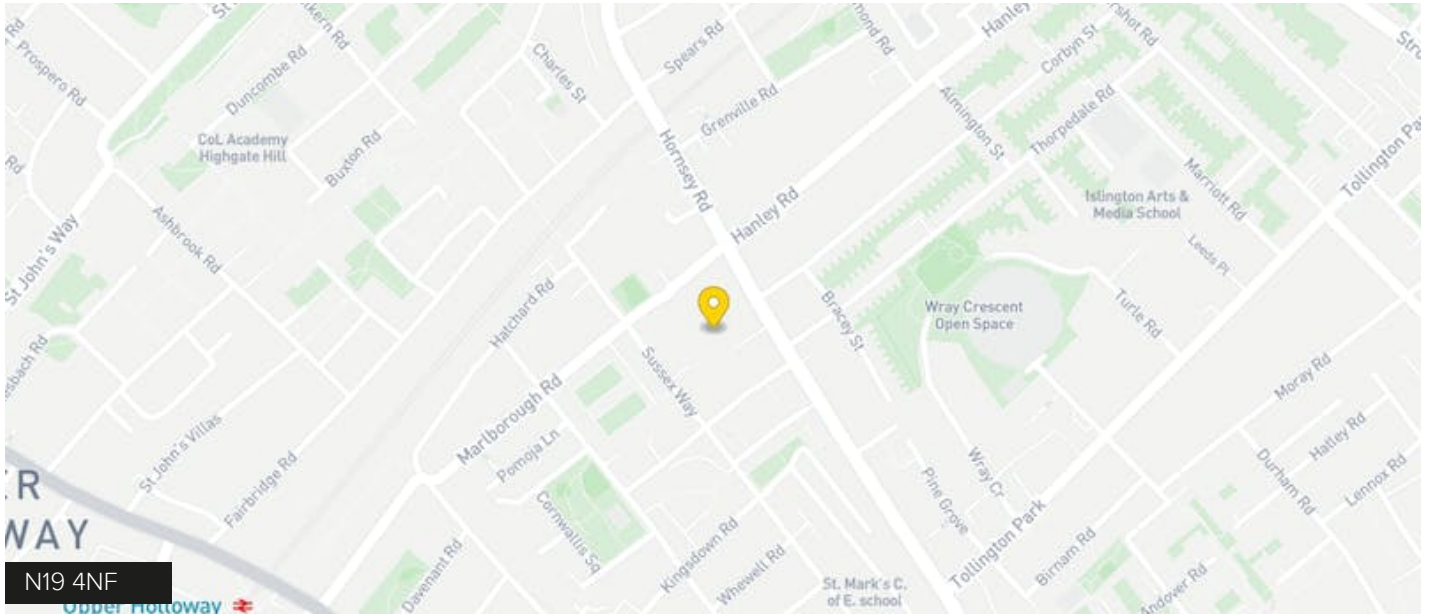 Prospero Rd
Duncombe Rd
Charles St
Spears Rd
Hanley
Corbyn St
CoL Academy
Highgate Hill
Buxton Rd
Grenville Rd
Almington St
Thorpedale Rd
Hornsey Rd
Marriott Rd
Tollington Pa
Islington Arts &
Media School
Ashbrook Rd
St John's Way
Hanley Rd
Leeds Pl
Hatchard Rd
Bracey St
Wray Crescent
Open Space
Turle Rd
Sussex Way
Marlborough Rd
Moray Rd
St John's Villas
Pomoja Ln
Fairbridge Rd
Cornwallis Sq
Wray Cr
Pine Grove
Hatley Rd
Durham Rd
Lennox Rd
ER
WAY
Davenant Rd
Kingsdown Rd
Whewell Rd
Tollington Park
Birnam Rd
Andover Rd
St. Mark's C.
of E. school
N19 4NF
Upper Holloway